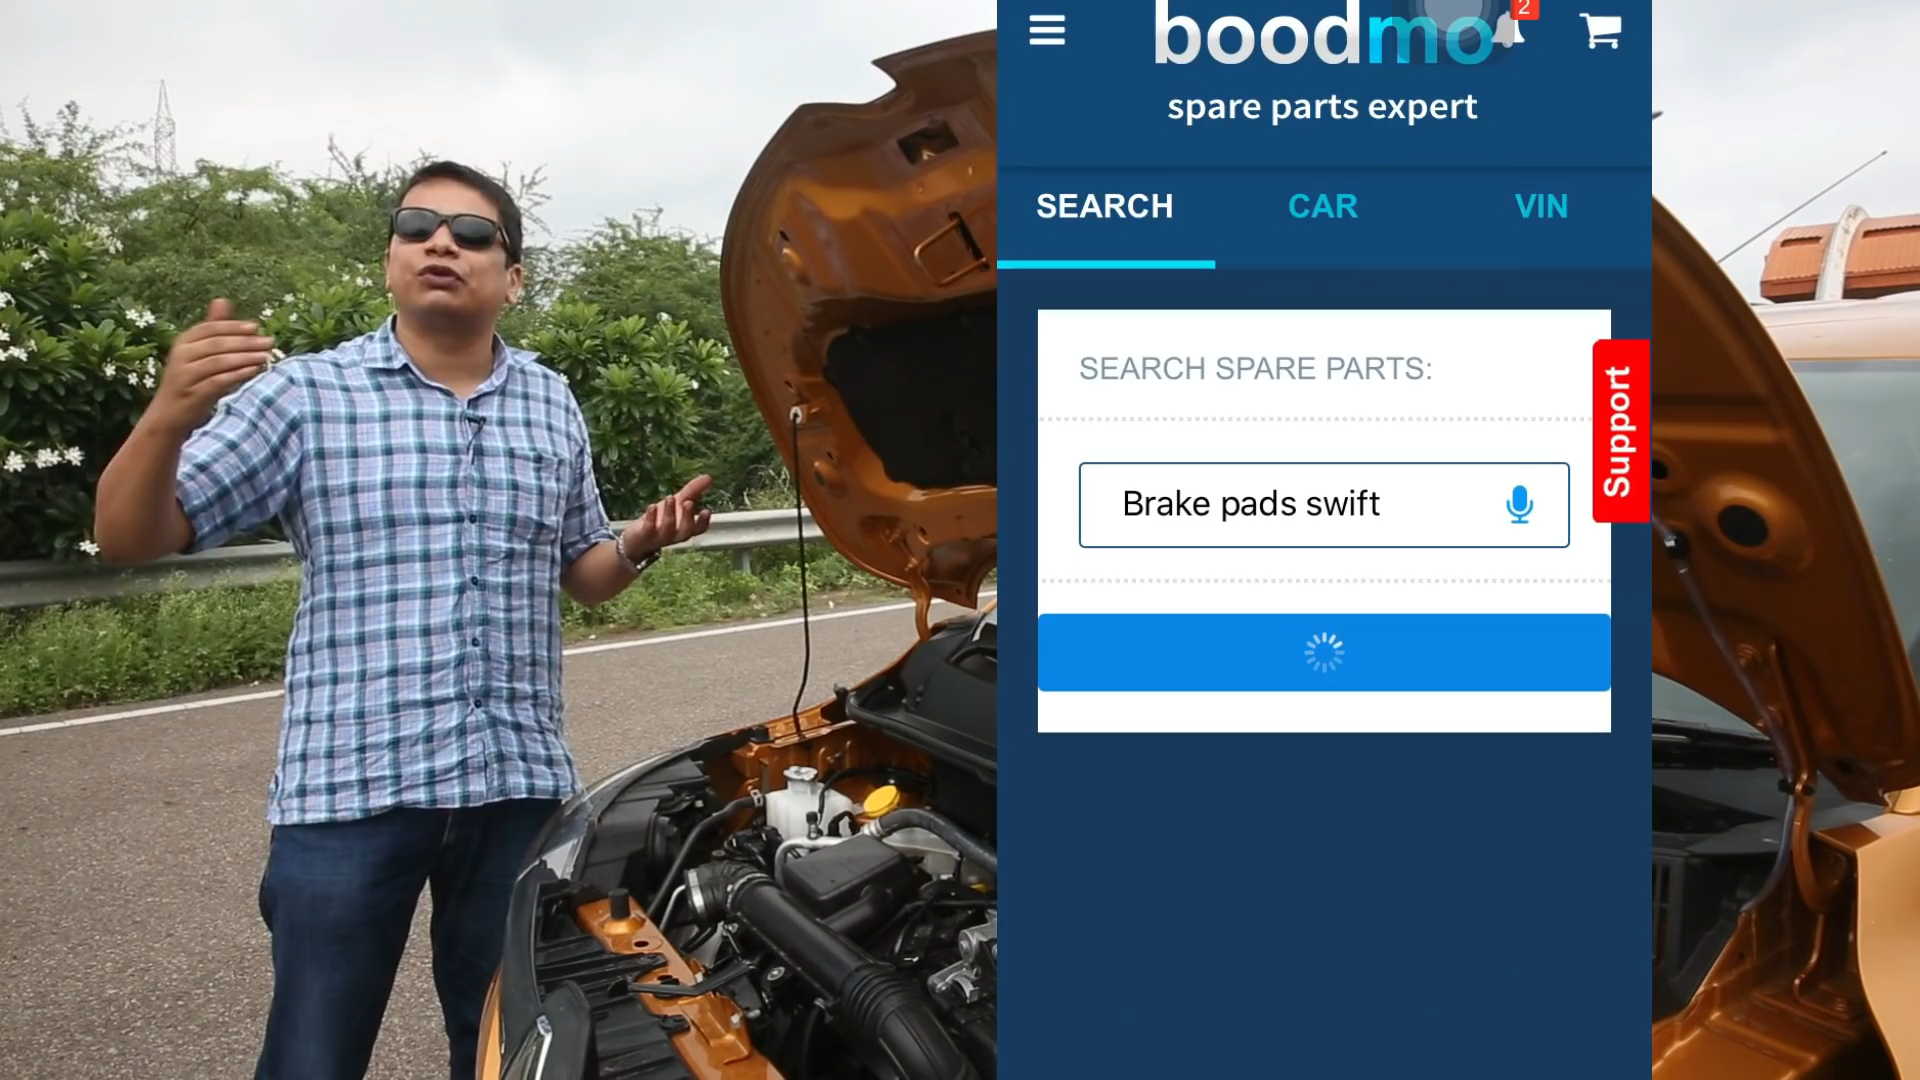 2
boodmo
spare parts expert
SEARCH CAR VIN
SEARCH SPARE PARTS:
Support
Brake pads swift